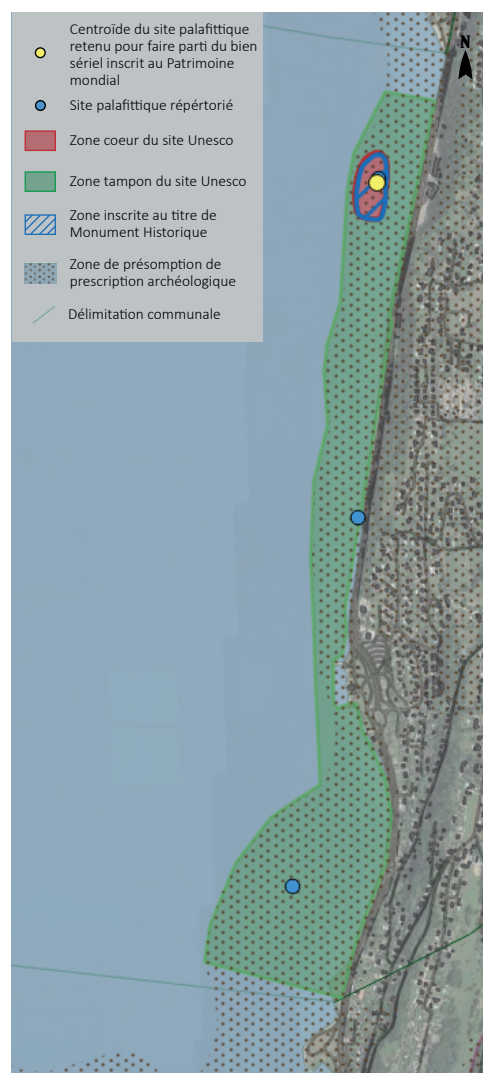 Centroïde du site palafittique
retenu pour faire parti du bien
sériel inscrit au Patrimoine
mondial
Site palafittique répértorié
Zone coeur du site Unesco
Zone tampon du site Unesco
Zone inscrite au titre de
Monument Historique
Zone de présomption de
prescription archéologique
Délimitation communale
N